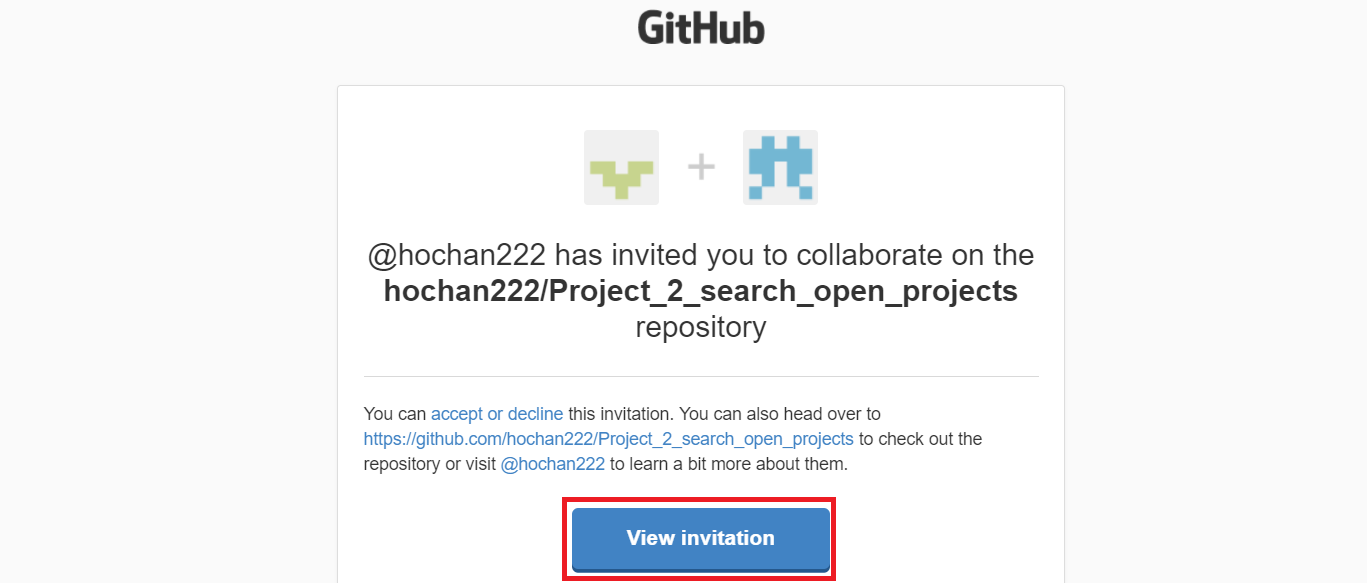 GitHub
@hochan222 has invited you to collaborate on the
hochan222/Project_2_search_open_projects
repository
You can accept or decline this invitation. You can also head over to
https://github.com/hochan222/Project_2_search_open_projects to check out the
repository or visit @hochan222 to learn a bit more about them.
View invitation